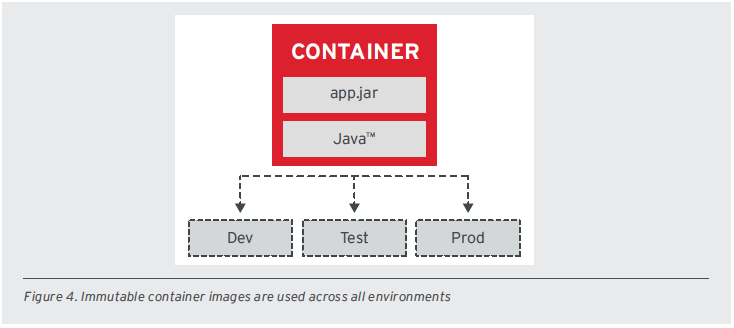 CONTAINER
app.jar
Java™
Dev
Test
Prod
Figure 4. Immutable container images are used across all environments